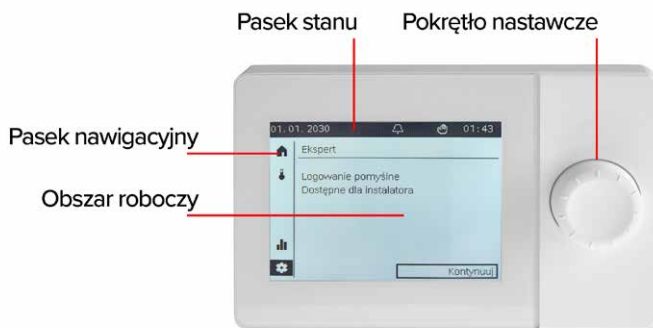 Pasek stanu
Pokrętło nastawcze
Pasek nawigacyjny
Obszar roboczy
01. 01. 2030 01:43
Ekspert
Logowanie pomyślne
Dostępne dla instalatora
Kontynuuj